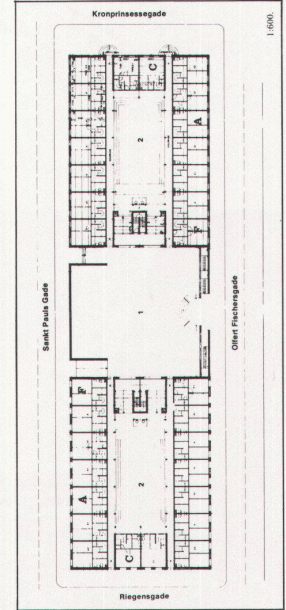 Kronprinsessegade
C
2
A
F
Sankt Pauls Gade
1
Olfert Fischersgade
F
A
2
C
Riegensgade
1:600.